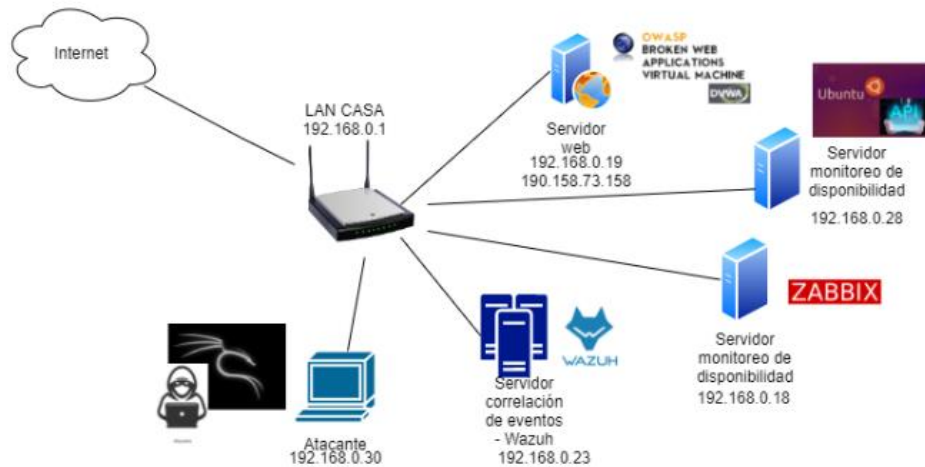 Internet
LAN CASA
192.168.0.1
OWASP
BROKEN WEB
APPLICATIONS
VIRTUAL MACHINE
DVWA
Servidor
web
192.168.0.19
190.158.73.158
Ubuntu
API
Servidor
monitoreo de
disponibilidad
192.168.0.28
ZABBIX
Servidor
monitoreo de
disponibilidad
192.168.0.18
WAZUH
Servidor
correlación
de eventos
- Wazuh
192.168.0.23
Atacante
192.168.0.30